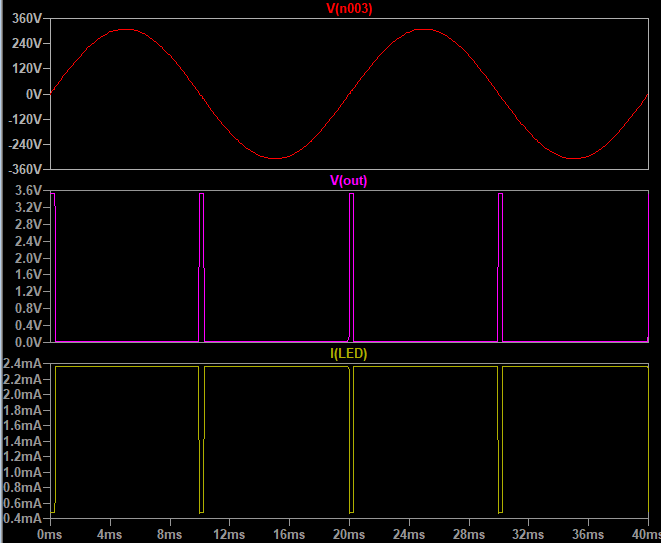 V(n003)
360V
240V
120V
0V
-120V
-240V
-360V
V(out)
3.6V
3.2V
2.8V
2.4V
2.0V
1.6V
1.2V
0.8V
0.4V
0.0V
I(LED)
2.4mA
2.2mA
2.0mA
1.8mA
1.6mA
1.4mA
1.2mA
1.0mA
0.8mA
0.6mA
0.4mA
0ms 4ms 8ms 12ms 16ms 20ms 24ms 28ms 32ms 36ms 40ms